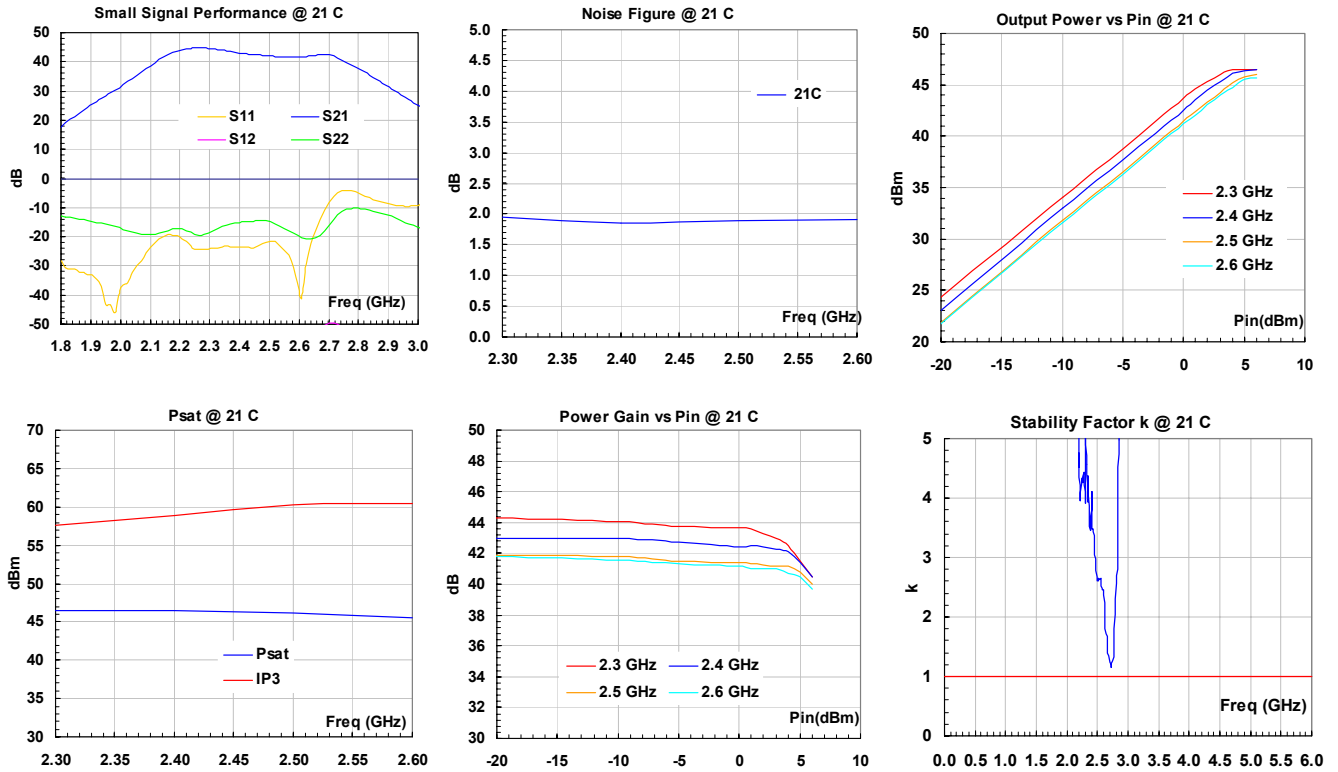 Small Signal Performance @ 21 C
50
40
30
20
10
0
-10
-20
-30
-40
-50
dB
S11
S21
S12
S22
Freq (GHz)
1.8 1.9 2.0 2.1 2.2 2.3 2.4 2.5 2.6 2.7 2.8 2.9 3.0
Noise Figure @ 21 C
5.0
4.5
4.0
3.5
3.0
2.5
2.0
1.5
1.0
0.5
0.0
dB
21C
Freq (GHz)
2.30 2.35 2.40 2.45 2.50 2.55 2.60
Output Power vs Pin @ 21 C
50
45
40
35
30
25
20
dBm
2.3 GHz
2.4 GHz
2.5 GHz
2.6 GHz
Pin(dBm)
-20 -15 -10 -5 0 5 10
Psat @ 21 C
70
65
60
55
50
45
40
35
30
dBm
Psat
IP3
Freq (GHz)
2.30 2.35 2.40 2.45 2.50 2.55 2.60
Power Gain vs Pin @ 21 C
50
48
46
44
42
40
38
36
34
32
30
dB
2.3 GHz
2.4 GHz
2.5 GHz
2.6 GHz
Pin(dBm)
-20 -15 -10 -5 0 5 10
Stability Factor k @ 21 C
5
4
3
2
1
0
k
Freq (GHz)
0.0 0.5 1.0 1.5 2.0 2.5 3.0 3.5 4.0 4.5 5.0 5.5 6.0